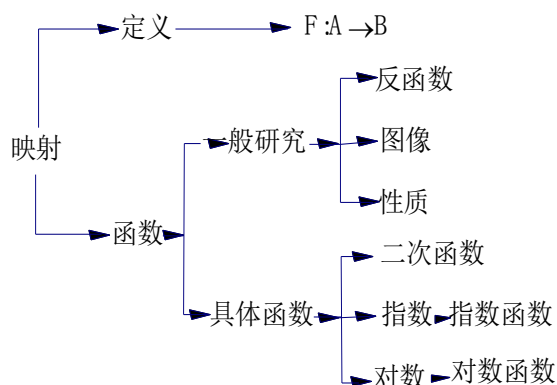 定义
F:A→B
反函数
一般研究
图像
映射
性质
函数
二次函数
具体函数
指数
指数函数
对数
对数函数